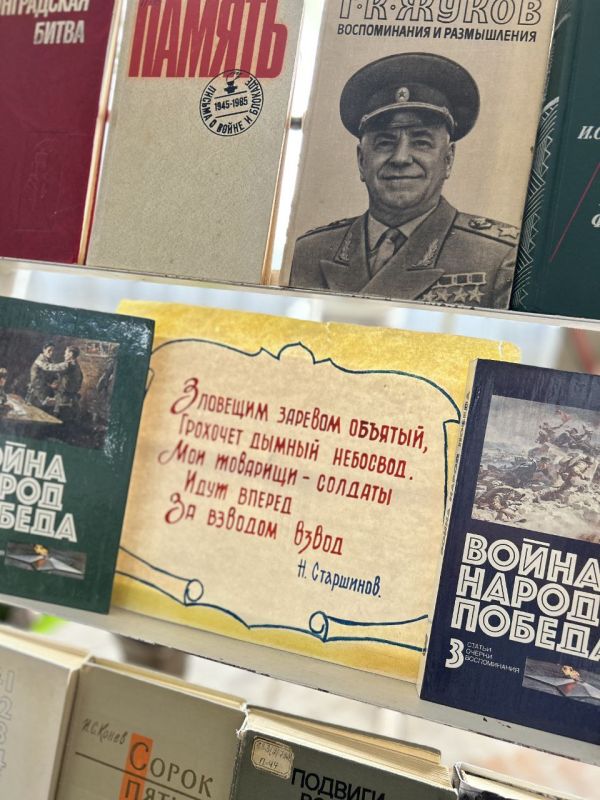 БИТВА
ПАМЯТЬ
ПИСЬМА О ВОЙНЕ И БЛОКАДЕ
1945-1985
Г·К·ЖУКОВ
ВОСПОМИНАНИЯ И РАЗМЫШЛЕНИЯ
Зловещим заревом объятый,
Грохочет дымный небосвод.
Мои товарищи - солдаты
Идут вперед
За взводом взвод
Н. Старшинов.
ВОЙНА
НАРОД
ПОБЕДА
ВОЙНА
НАРОД
ПОБЕДА
3
СТАТЬИ
ОЧЕРКИ
ВОСПОМИНАНИЯ
И.С. Конев
СОРОК
ПОДВИГИ